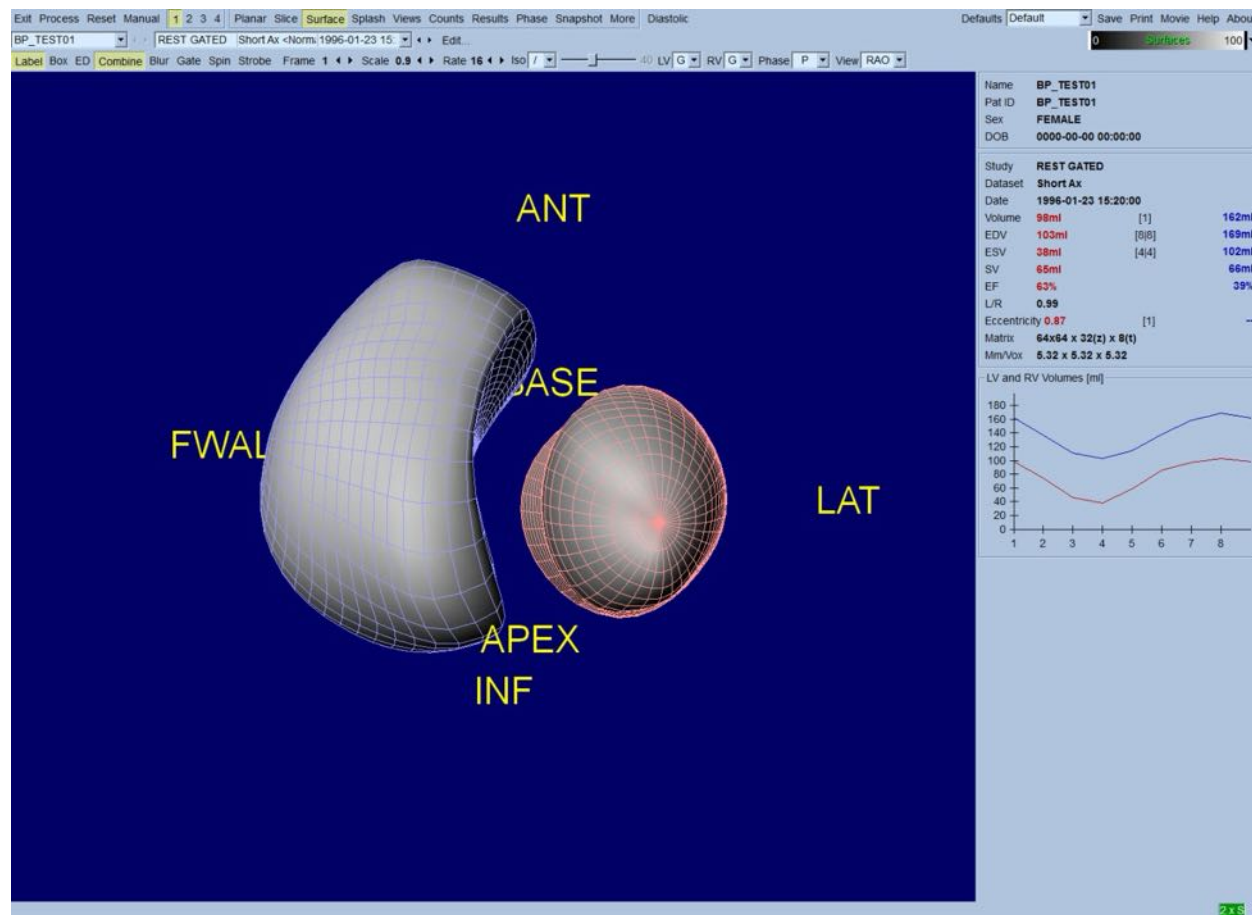 Exit Process Reset Manual 1 2 3 4 Planar Slice Surface Splash Views Counts Results Phase Snapshot More Diastolic Defaults Default Save Print Movie Help Abou
BP_TEST01 REST GATED Short Ax <Norm 1996-01-23 15: Edit...
0 Surfaces 100
Label Box ED Combine Blur Gate Spin Strobe Frame 1 Scale 0.9 Rate 16 Iso / 40 LV G RV G Phase P View RAO
Name BP_TEST01
Pat ID BP_TEST01
Sex FEMALE
DOB 0000-00-00 00:00:00
Study REST GATED
Dataset Short Ax
Date 1996-01-23 15:20:00
Volume 98ml [1] 162ml
EDV 103ml [8|8] 169ml
ESV 38ml [4|4] 102ml
SV 65ml 66ml
EF 63% 39%
L/R 0.99
Eccentricity 0.87 [1] --
Matrix 64x64 x 32(z) x 8(t)
Mm/Vox 5.32 x 5.32 x 5.32
LV and RV Volumes [ml]
180
160
140
120
100
80
60
40
20
0
1 2 3 4 5 6 7 8
ANT
BASE
FWAL
LAT
APEX
INF
2 x S